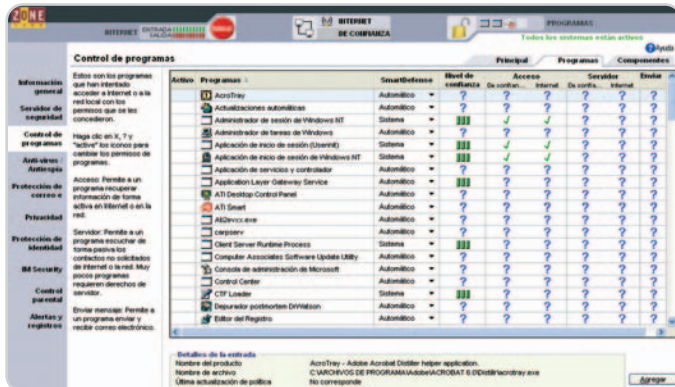 ZONE
LABS
INTERNET
ENTRADA
SALIDA
INTERNET
DE CONFIANZA
PROGRAMAS
Todos los sistemas están activos
Ayuda
Control de programas
Principal
Programas
Componentes
Información
general
Servidor de
seguridad
Control de
programas
Anti-virus /
Antiespía
Protección de
correo e
Privacidad
Protección de
identidad
IM Security
Control
parental
Alertas y
registros
Éstos son los programas
que han intentado
acceder a Internet o a la
red local con los
permisos que se les
concedieron.
Haga clic en X, ? y
"active" los iconos para
cambiar los permisos de
programas.
Acceso: Permite a un
programa recuperar
información de forma
activa en Internet o en la
red.
Servidor: Permite a un
programa escuchar de
forma pasiva los
contactos no solicitados
de Internet o la red. Muy
pocos programas
requieren derechos de
servidor.
Enviar mensaje: Permite a
un programa enviar y
recibir correo electrónico.
Activo Programas SmartDefense Nivel de confianza Acceso Servidor Enviar
De confian... Internet De confia... Internet
AcroTray Automático ? ? ? ? ? ?
Actualizaciones automáticas Automático ? ? ? ? ? ?
Administrador de sesión de Windows NT Sistema ? ? ?
Administrador de tareas de Windows Automático ? ? ? ? ? ?
Aplicación de inicio de sesión (Userinit) Sistema ? ? ?
Aplicación de inicio de sesión de Windows NT Sistema ? ? ?
Aplicación de servicios y controlador Automático ? ? ? ? ? ?
Application Layer Gateway Service Automático ? ? ? ? ?
ATI Desktop Control Panel Automático ? ? ? ? ? ?
ATI Smart Automático ? ? ? ? ? ?
Ati2evxx.exe Automático ? ? ? ? ? ?
carpserv Automático ? ? ? ? ? ?
Client Server Runtime Process Sistema ? ? ? ? ?
Computer Associates Software Update Utility Automático ? ? ? ? ? ?
Consola de administración de Microsoft Automático ? ? ? ? ? ?
Control Center Automático ? ? ? ? ? ?
CTF Loader Sistema ? ? ? ? ?
Depurador postmortem DrWatson Automático ? ? ? ? ? ?
Editor del Registro Automático ? ? ? ? ? ?
Detalles de la entrada
Nombre del producto AcroTray - Adobe Acrobat Distiller helper application.
Nombre de archivo C:\ARCHIVOS DE PROGRAMA\Adobe\ACROBAT 6.0\Distillr\acrotray.exe
Última actualización de política No corresponde
Agregar